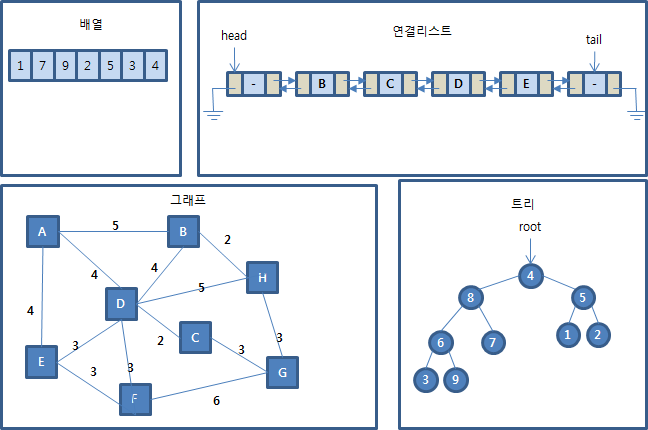 배열
1 7 9 2 5 3 4
연결리스트
head
tail
- B C D E -
그래프
A 5 B
2
4 4
H
5
D
4
3 2 C 3 3
E
3 3 G
F 6
트리
root
4
8 5
6 7 1 2
3 9